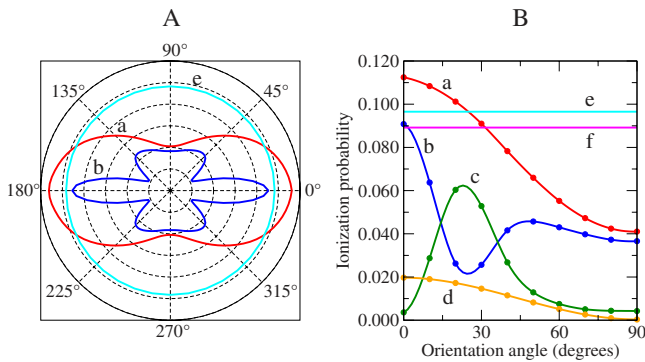 A
B
90°
135°
45°
e
a
b
180°
0°
225°
315°
270°
Ionization probability
0.120
0.100
0.080
0.060
0.040
0.020
0.000
a
e
f
b
c
d
0
30
60
90
Orientation angle (degrees)